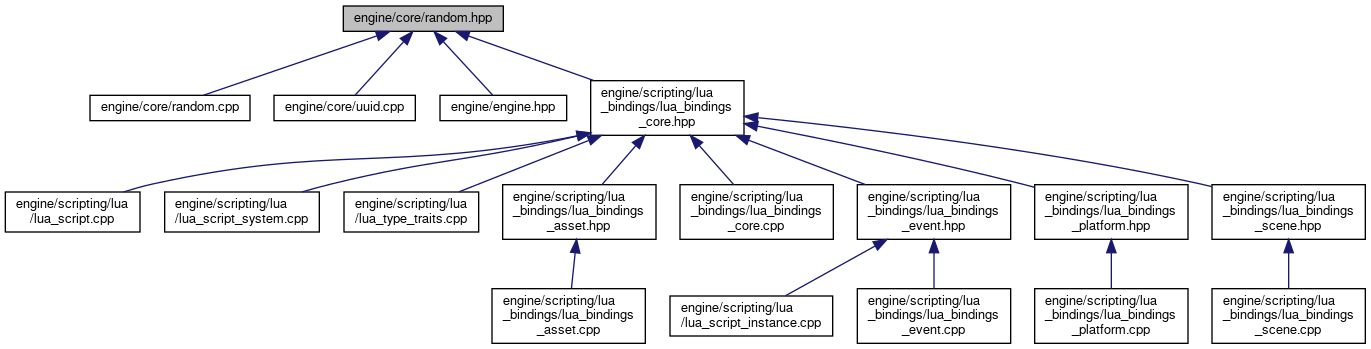 engine/core/random.hpp
engine/core/random.cpp
engine/core/uuid.cpp
engine/engine.hpp
engine/scripting/lua
_bindings/lua_bindings
_core.hpp
engine/scripting/lua
/lua_script.cpp
engine/scripting/lua
/lua_script_system.cpp
engine/scripting/lua
/lua_type_traits.cpp
engine/scripting/lua
_bindings/lua_bindings
_asset.hpp
engine/scripting/lua
_bindings/lua_bindings
_core.cpp
engine/scripting/lua
_bindings/lua_bindings
_event.hpp
engine/scripting/lua
_bindings/lua_bindings
_platform.hpp
engine/scripting/lua
_bindings/lua_bindings
_scene.hpp
engine/scripting/lua
_bindings/lua_bindings
_asset.cpp
engine/scripting/lua
/lua_script_instance.cpp
engine/scripting/lua
_bindings/lua_bindings
_event.cpp
engine/scripting/lua
_bindings/lua_bindings
_platform.cpp
engine/scripting/lua
_bindings/lua_bindings
_scene.cpp